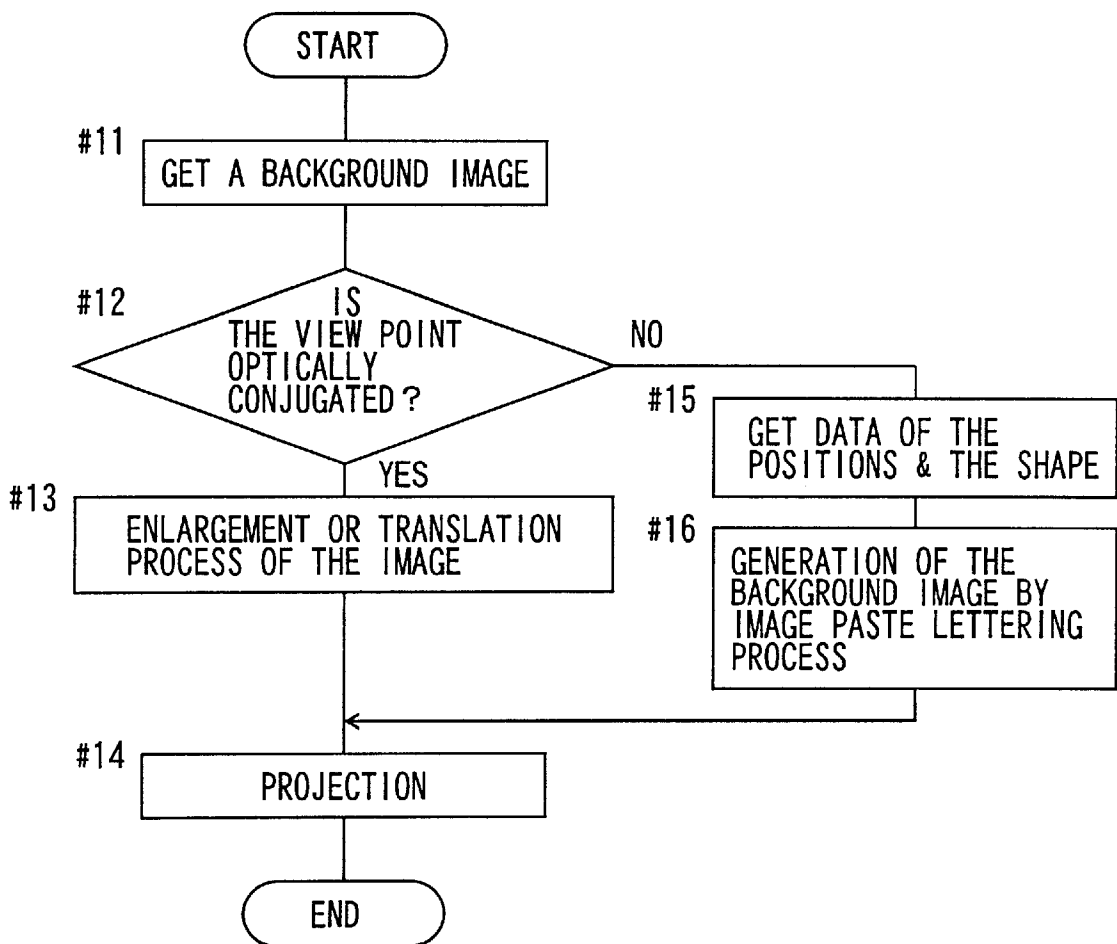 START
#11
GET A BACKGROUND IMAGE
#12
IS
THE VIEW POINT
OPTICALLY
CONJUGATED?
NO
YES
#13
ENLARGEMENT OR TRANSLATION
PROCESS OF THE IMAGE
#15
GET DATA OF THE
POSITIONS & THE SHAPE
#16
GENERATION OF THE
BACKGROUND IMAGE BY
IMAGE PASTE LETTERING
PROCESS
#14
PROJECTION
END